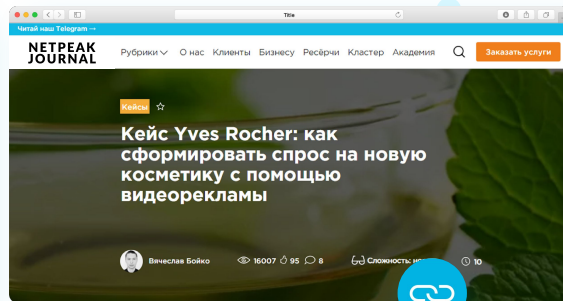 Title
Читай наш Telegram →
NETPEAK
JOURNAL
Рубрики О нас Клиенты Бизнесу Ресёрчи Кластер Академия
Заказать услуги
Кейсы
Кейс Yves Rocher: как
сформировать спрос на новую
косметику с помощью
видеорекламы
Вячеслав Бойко 16007 95 8 Сложность: 10